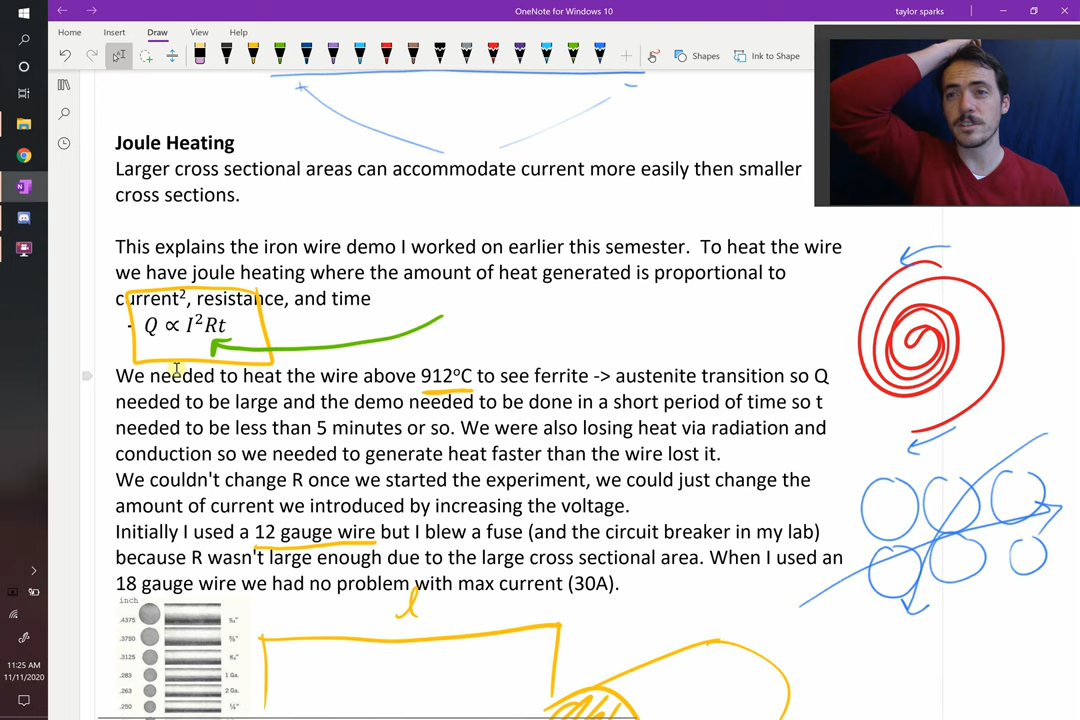 OneNote for Windows 10
taylor sparks
Home Insert Draw View Help
Shapes
Ink to Shape
+ -
Joule Heating
Larger cross sectional areas can accommodate current more easily then smaller
cross sections.
This explains the iron wire demo I worked on earlier this semester. To heat the wire
we have joule heating where the amount of heat generated is proportional to
current², resistance, and time
- Q ∝ I²Rt
We needed to heat the wire above 912°C to see ferrite -> austenite transition so Q
needed to be large and the demo needed to be done in a short period of time so t
needed to be less than 5 minutes or so. We were also losing heat via radiation and
conduction so we needed to generate heat faster than the wire lost it.
We couldn't change R once we started the experiment, we could just change the
amount of current we introduced by increasing the voltage.
Initially I used a 12 gauge wire but I blew a fuse (and the circuit breaker in my lab)
because R wasn't large enough due to the large cross sectional area. When I used an
18 gauge wire we had no problem with max current (30A).
l
inch
.4375
.3750
.3125
.283 1 Ga.
.263 2 Ga.
.250 ¼"
11:25 AM
11/11/2020